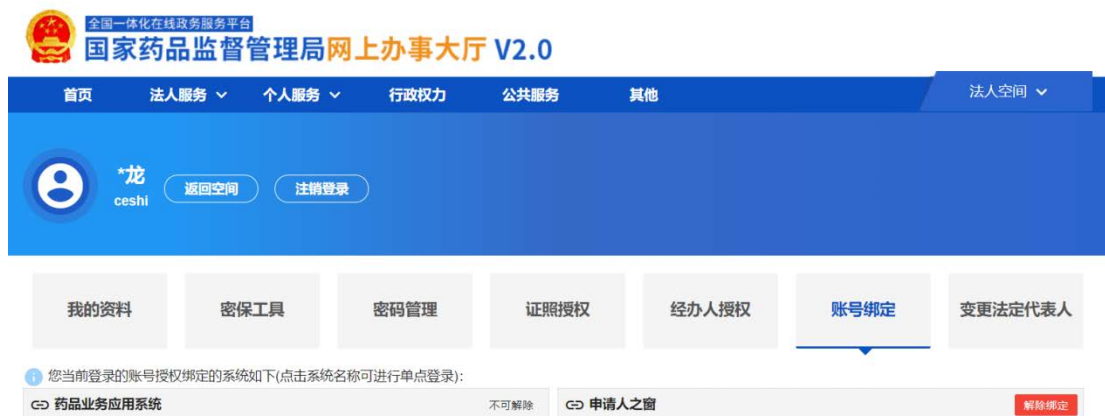 全国一体化在线政务服务平台
国家药品监督管理局网上办事大厅 V2.0
首页 法人服务 个人服务 行政权力 公共服务 其他 法人空间
*龙 返回空间 注销登录
ceshi
我的资料 密保工具 密码管理 证照授权 经办人授权 账号绑定 变更法定代表人
您当前登录的账号授权绑定的系统如下(点击系统名称可进行单点登录):
药品业务应用系统 不可解除 申请人之窗 解除绑定